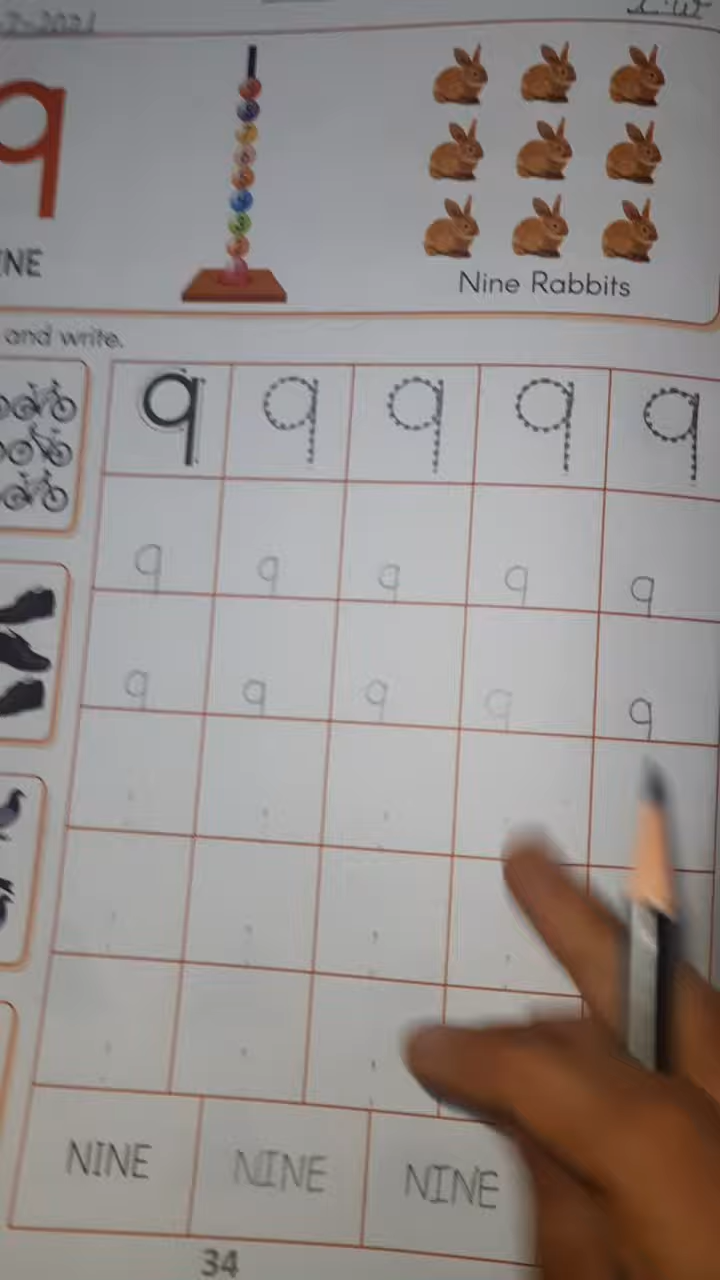 C.W
9
Nine Rabbits
and write.
9 9 9 9 9
9 9 9 9 9
9 9 9 9 9
NINE NINE NINE
34